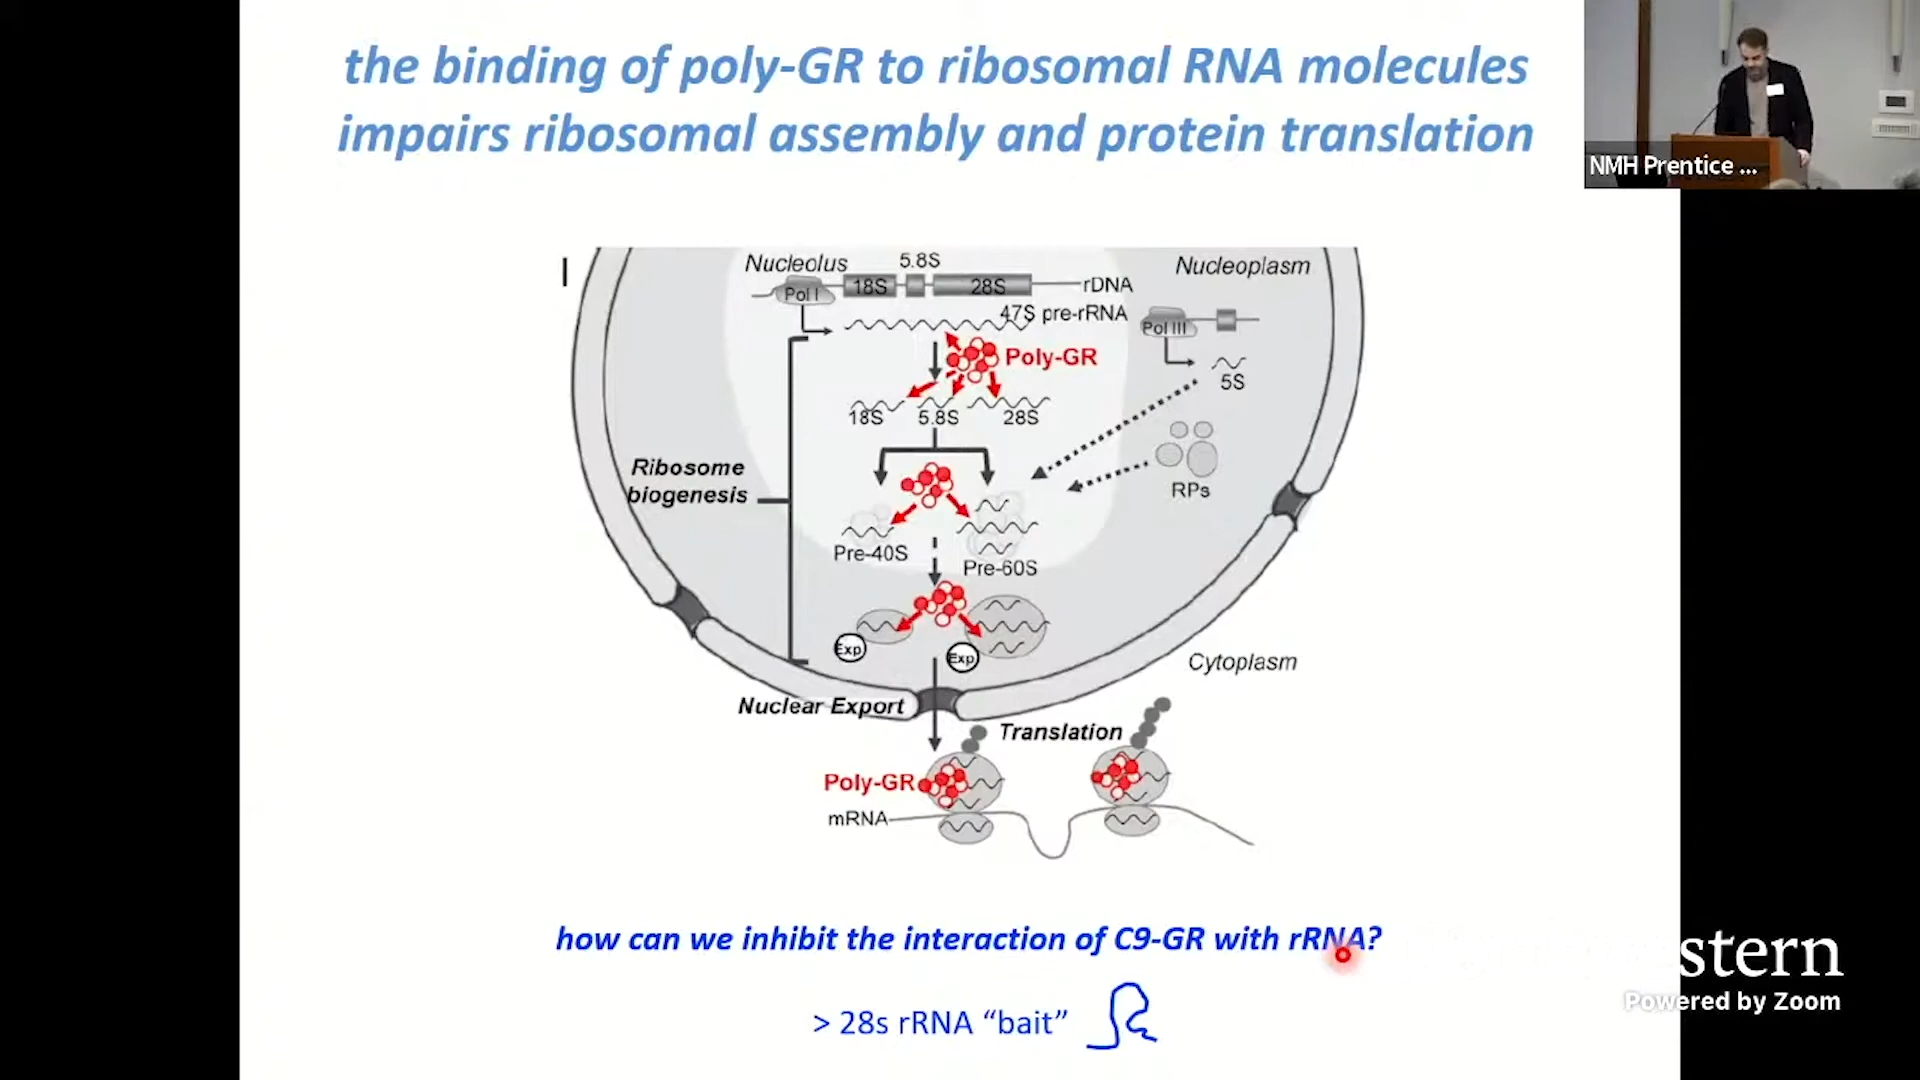 the binding of poly-GR to ribosomal RNA molecules
impairs ribosomal assembly and protein translation
NMH Prentice ...
I
Nucleolus
5.8S
Nucleoplasm
Pol I
18S
28S
rDNA
47S pre-rRNA
Pol III
Poly-GR
5S
18S
5.8S
28S
Ribosome
biogenesis
RPs
Pre-40S
Pre-60S
Exp
Exp
Cytoplasm
Nuclear Export
Translation
Poly-GR
mRNA
how can we inhibit the interaction of C9-GR with rRNA?
> 28s rRNA “bait”
stern
Powered by Zoom